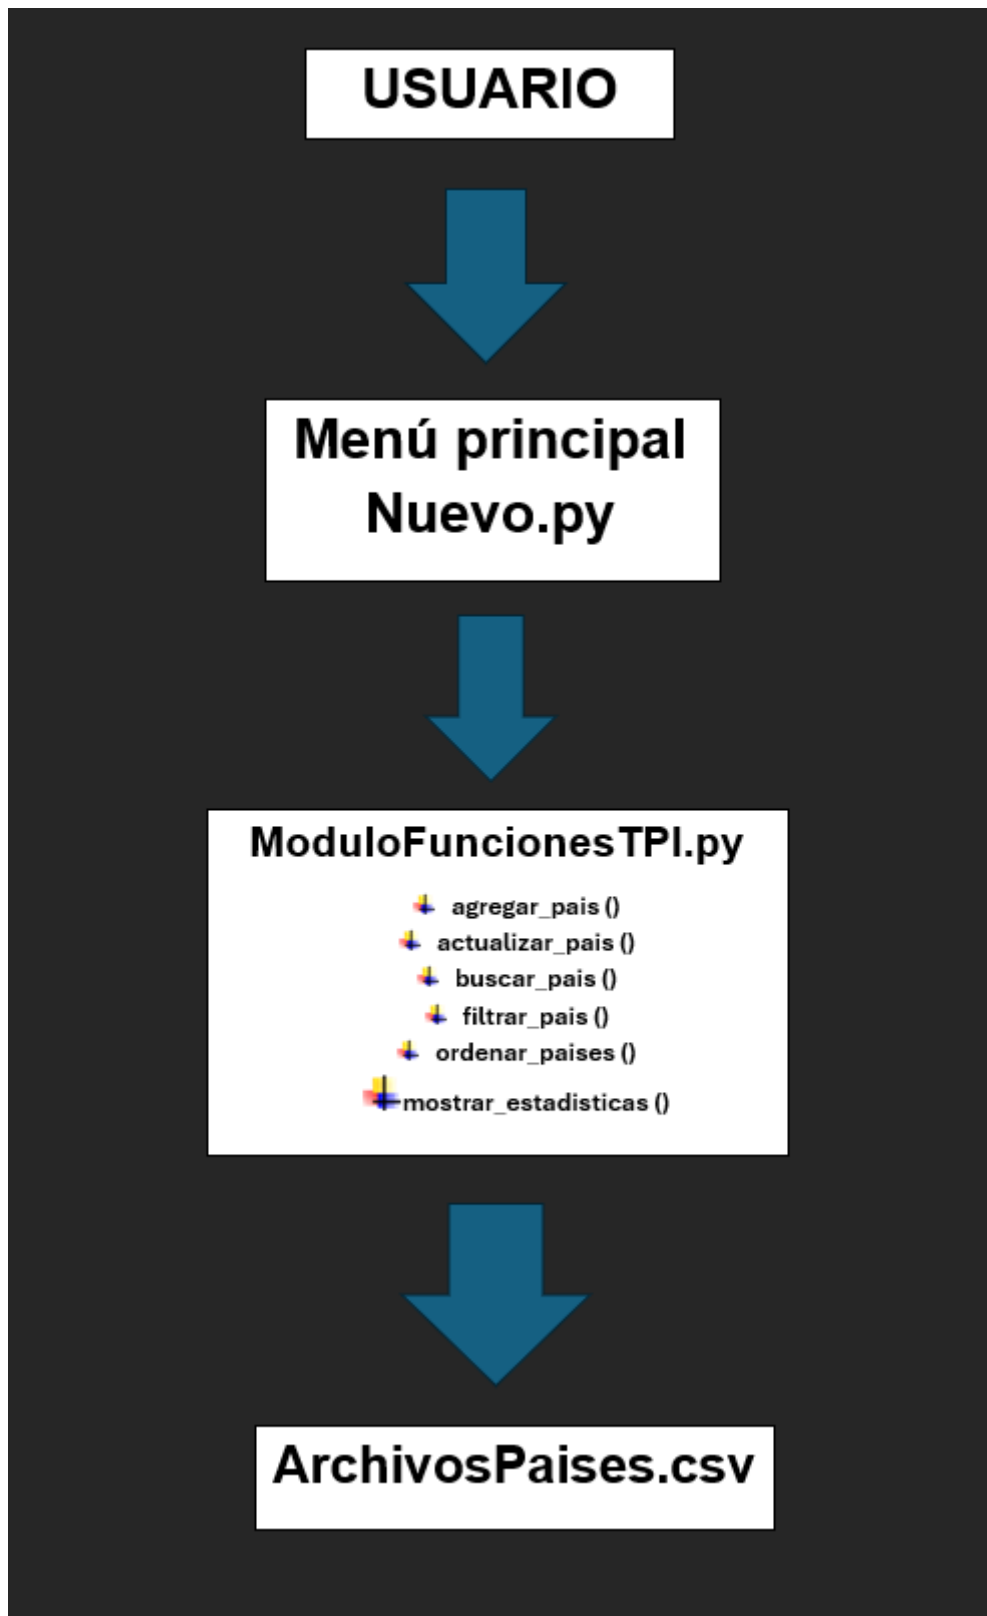 USUARIO
Menú principal
Nuevo.py
ModuloFuncionesTPI.py
agregar_pais ()
actualizar_pais ()
buscar_pais ()
filtrar_pais ()
ordenar_paises ()
mostrar_estadisticas ()
ArchivosPaises.csv